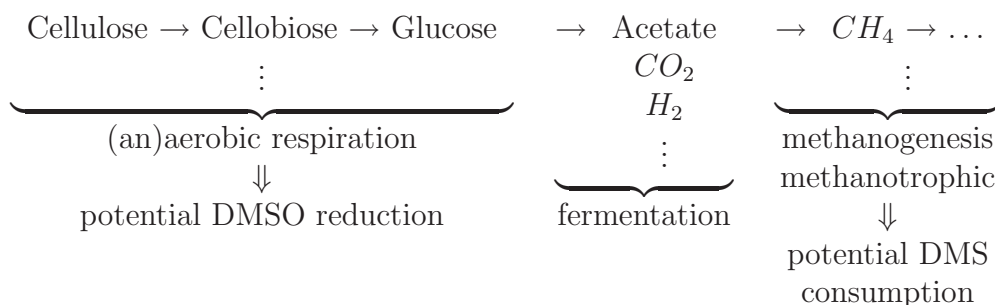 Cellulose → Cellobiose → Glucose → Acetate → CH₄ → …
⋮ CO₂ ⋮
H₂
(an)aerobic respiration ⋮ methanogenesis
⇓ methanotrophic
potential DMSO reduction fermentation ⇓
potential DMS
consumption